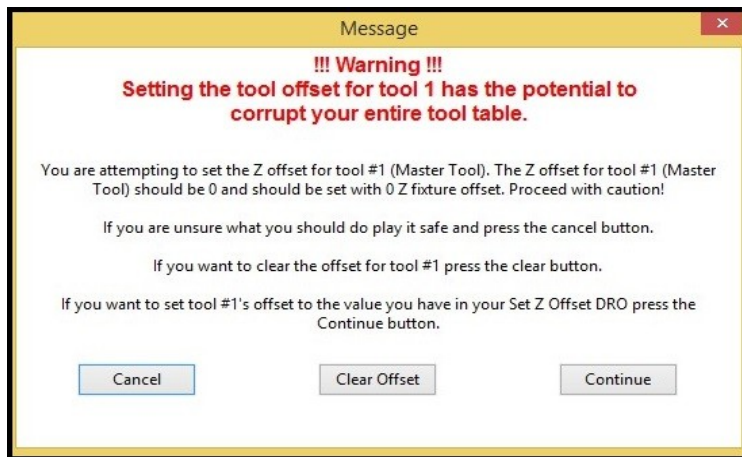 Message
!!! Warning !!!
Setting the tool offset for tool 1 has the potential to
corrupt your entire tool table.
You are attempting to set the Z offset for tool #1 (Master Tool). The Z offset for tool #1 (Master
Tool) should be 0 and should be set with 0 Z fixture offset. Proceed with caution!
If you are unsure what you should do play it safe and press the cancel button.
If you want to clear the offset for tool #1 press the clear button.
If you want to set tool #1's offset to the value you have in your Set Z Offset DRO press the
Continue button.
Cancel Clear Offset Continue